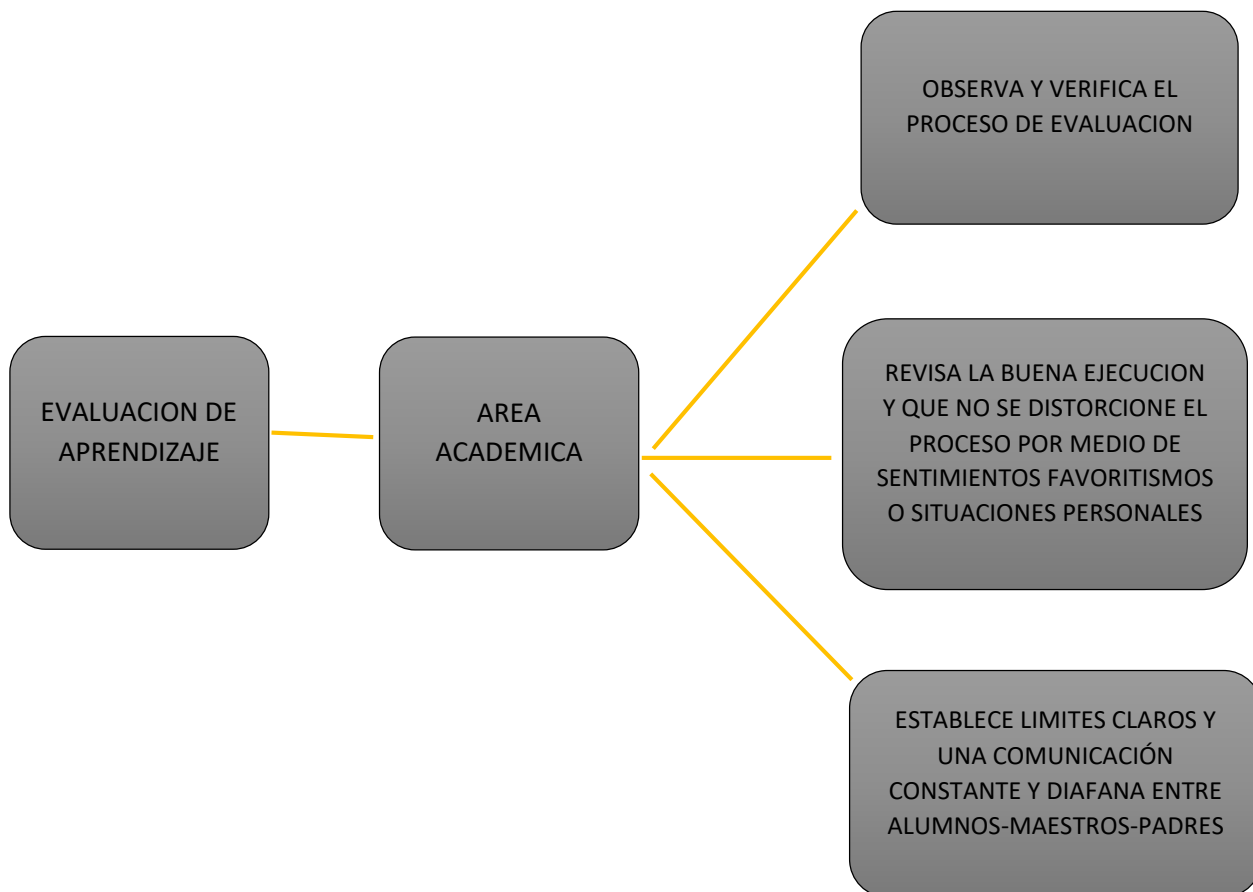 OBSERVA Y VERIFICA EL
PROCESO DE EVALUACION
EVALUACION DE
APRENDIZAJE
AREA
ACADEMICA
REVISA LA BUENA EJECUCION
Y QUE NO SE DISTORCIONE EL
PROCESO POR MEDIO DE
SENTIMIENTOS FAVORITISMOS
O SITUACIONES PERSONALES
ESTABLECE LIMITES CLAROS Y
UNA COMUNICACIÓN
CONSTANTE Y DIAFANA ENTRE
ALUMNOS-MAESTROS-PADRES